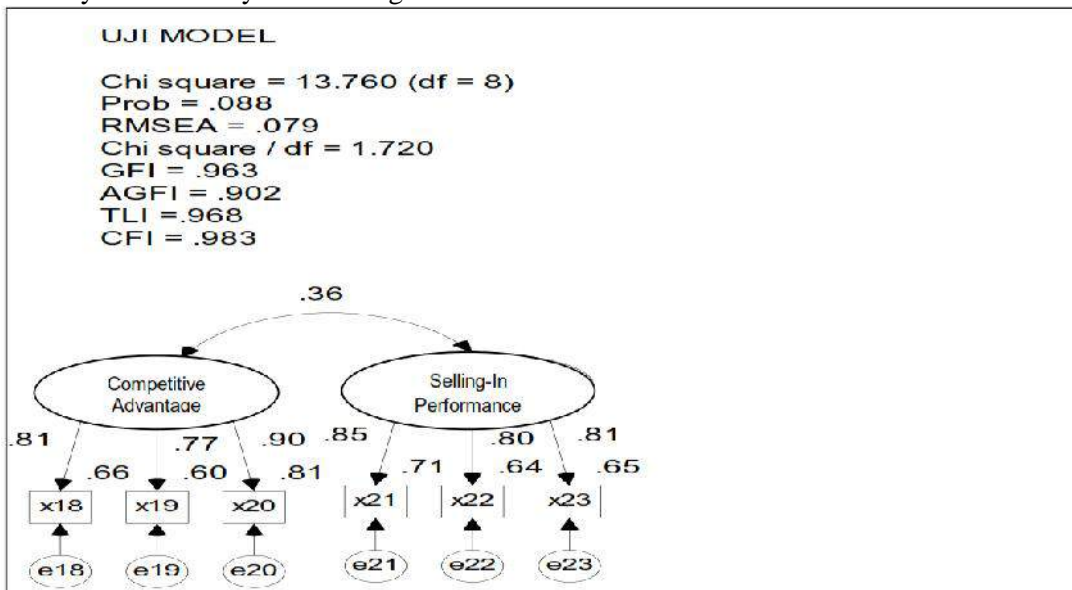 UJI MODEL
Chi square = 13.760 (df = 8)
Prob = .088
RMSEA = .079
Chi square / df = 1.720
GFI = .963
AGFI = .902
TLI =.968
CFI = .983
.36
Competitive
Advantage
Selling-In
Performance
.81 .77 .90 .85 .80 .81
.66 .60 .81 .71 .64 .65
x18 x19 x20 x21 x22 x23
e18 e19 e20 e21 e22 e23